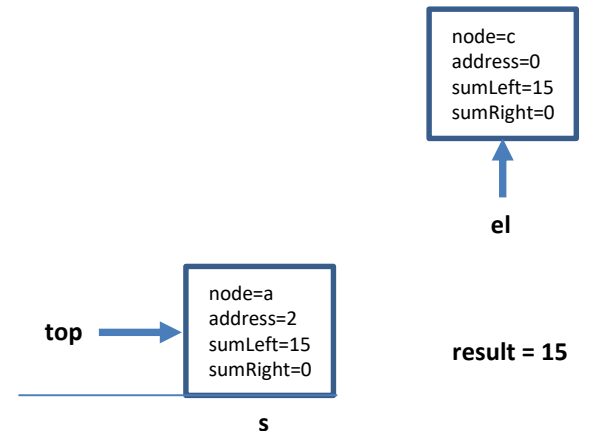 node=c
address=0
sumLeft=15
sumRight=0
el
node=a
address=2
sumLeft=15
sumRight=0
top
result = 15
s